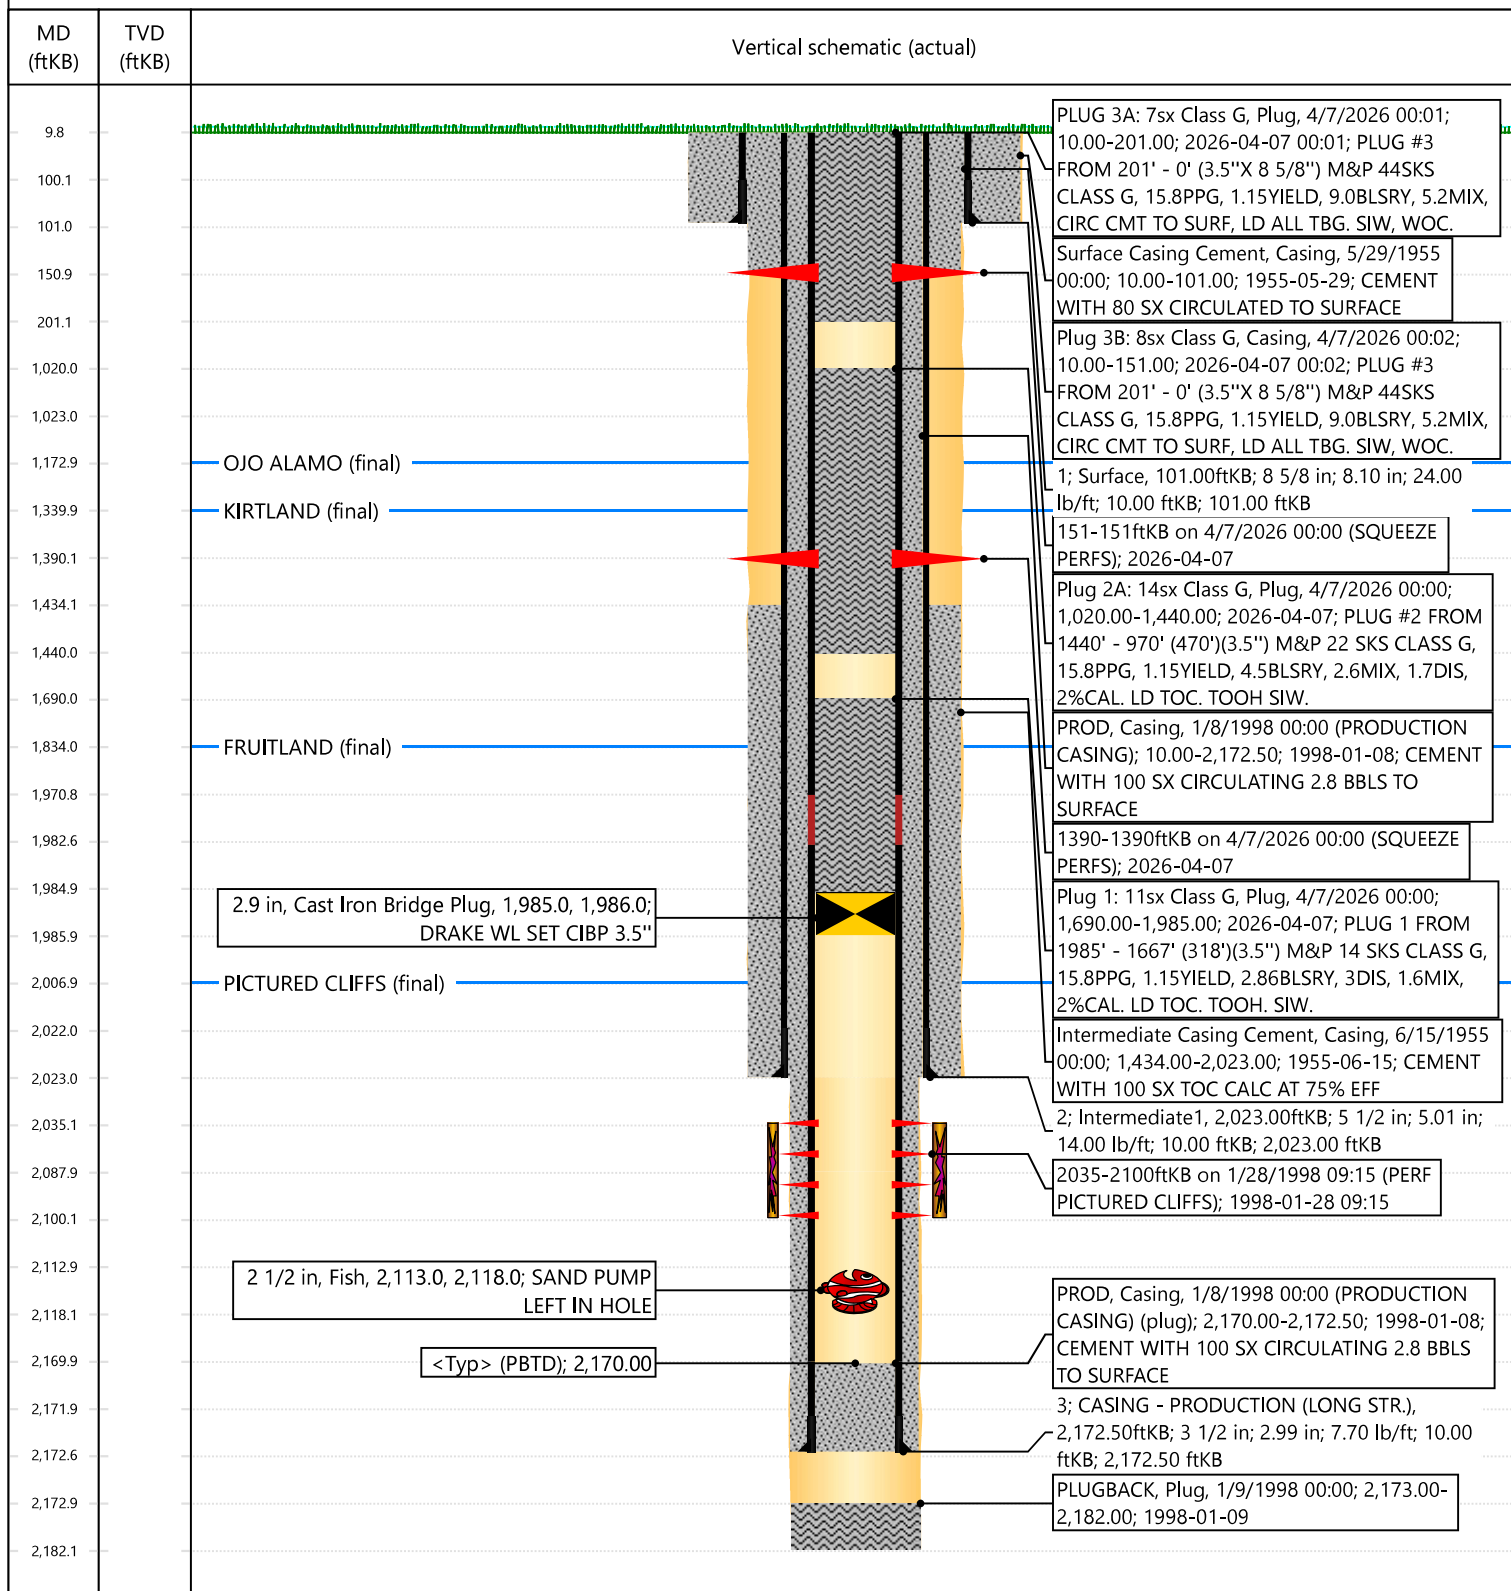 MD
(ftKB)
TVD
(ftKB)
Vertical schematic (actual)
9.8
100.1
101.0
150.9
201.1
1,020.0
1,023.0
1,172.9
1,339.9
1,390.1
1,434.1
1,440.0
1,690.0
1,834.0
1,970.8
1,982.6
1,984.9
1,985.9
2,006.9
2,022.0
2,023.0
2,035.1
2,087.9
2,100.1
2,112.9
2,118.1
2,169.9
2,171.9
2,172.6
2,172.9
2,182.1
OJO ALAMO (final)
KIRTLAND (final)
FRUITLAND (final)
2.9 in, Cast Iron Bridge Plug, 1,985.0, 1,986.0;
DRAKE WL SET CIBP 3.5''
PICTURED CLIFFS (final)
2 1/2 in, Fish, 2,113.0, 2,118.0; SAND PUMP
LEFT IN HOLE
<Typ> (PBTD); 2,170.00
PLUG 3A: 7sx Class G, Plug, 4/7/2026 00:01;
10.00-201.00; 2026-04-07 00:01; PLUG #3
FROM 201' - 0' (3.5''X 8 5/8'') M&P 44SKS
CLASS G, 15.8PPG, 1.15YIELD, 9.0BLSRY, 5.2MIX,
CIRC CMT TO SURF, LD ALL TBG. SIW, WOC.
Surface Casing Cement, Casing, 5/29/1955
00:00; 10.00-101.00; 1955-05-29; CEMENT
WITH 80 SX CIRCULATED TO SURFACE
Plug 3B: 8sx Class G, Casing, 4/7/2026 00:02;
10.00-151.00; 2026-04-07 00:02; PLUG #3
FROM 201' - 0' (3.5''X 8 5/8'') M&P 44SKS
CLASS G, 15.8PPG, 1.15YIELD, 9.0BLSRY, 5.2MIX,
CIRC CMT TO SURF, LD ALL TBG. SIW, WOC.
1; Surface, 101.00ftKB; 8 5/8 in; 8.10 in; 24.00
lb/ft; 10.00 ftKB; 101.00 ftKB
151-151ftKB on 4/7/2026 00:00 (SQUEEZE
PERFS); 2026-04-07
Plug 2A: 14sx Class G, Plug, 4/7/2026 00:00;
1,020.00-1,440.00; 2026-04-07; PLUG #2 FROM
1440' - 970' (470')(3.5'') M&P 22 SKS CLASS G,
15.8PPG, 1.15YIELD, 4.5BLSRY, 2.6MIX, 1.7DIS,
2%CAL. LD TOC. TOOH SIW.
PROD, Casing, 1/8/1998 00:00 (PRODUCTION
CASING); 10.00-2,172.50; 1998-01-08; CEMENT
WITH 100 SX CIRCULATING 2.8 BBLS TO
SURFACE
1390-1390ftKB on 4/7/2026 00:00 (SQUEEZE
PERFS); 2026-04-07
Plug 1: 11sx Class G, Plug, 4/7/2026 00:00;
1,690.00-1,985.00; 2026-04-07; PLUG 1 FROM
1985' - 1667' (318')(3.5'') M&P 14 SKS CLASS G,
15.8PPG, 1.15YIELD, 2.86BLSRY, 3DIS, 1.6MIX,
2%CAL. LD TOC. TOOH. SIW.
Intermediate Casing Cement, Casing, 6/15/1955
00:00; 1,434.00-2,023.00; 1955-06-15; CEMENT
WITH 100 SX TOC CALC AT 75% EFF
2; Intermediate1, 2,023.00ftKB; 5 1/2 in; 5.01 in;
14.00 lb/ft; 10.00 ftKB; 2,023.00 ftKB
2035-2100ftKB on 1/28/1998 09:15 (PERF
PICTURED CLIFFS); 1998-01-28 09:15
PROD, Casing, 1/8/1998 00:00 (PRODUCTION
CASING) (plug); 2,170.00-2,172.50; 1998-01-08;
CEMENT WITH 100 SX CIRCULATING 2.8 BBLS
TO SURFACE
3; CASING - PRODUCTION (LONG STR.),
2,172.50ftKB; 3 1/2 in; 2.99 in; 7.70 lb/ft; 10.00
ftKB; 2,172.50 ftKB
PLUGBACK, Plug, 1/9/1998 00:00; 2,173.00-
2,182.00; 1998-01-09